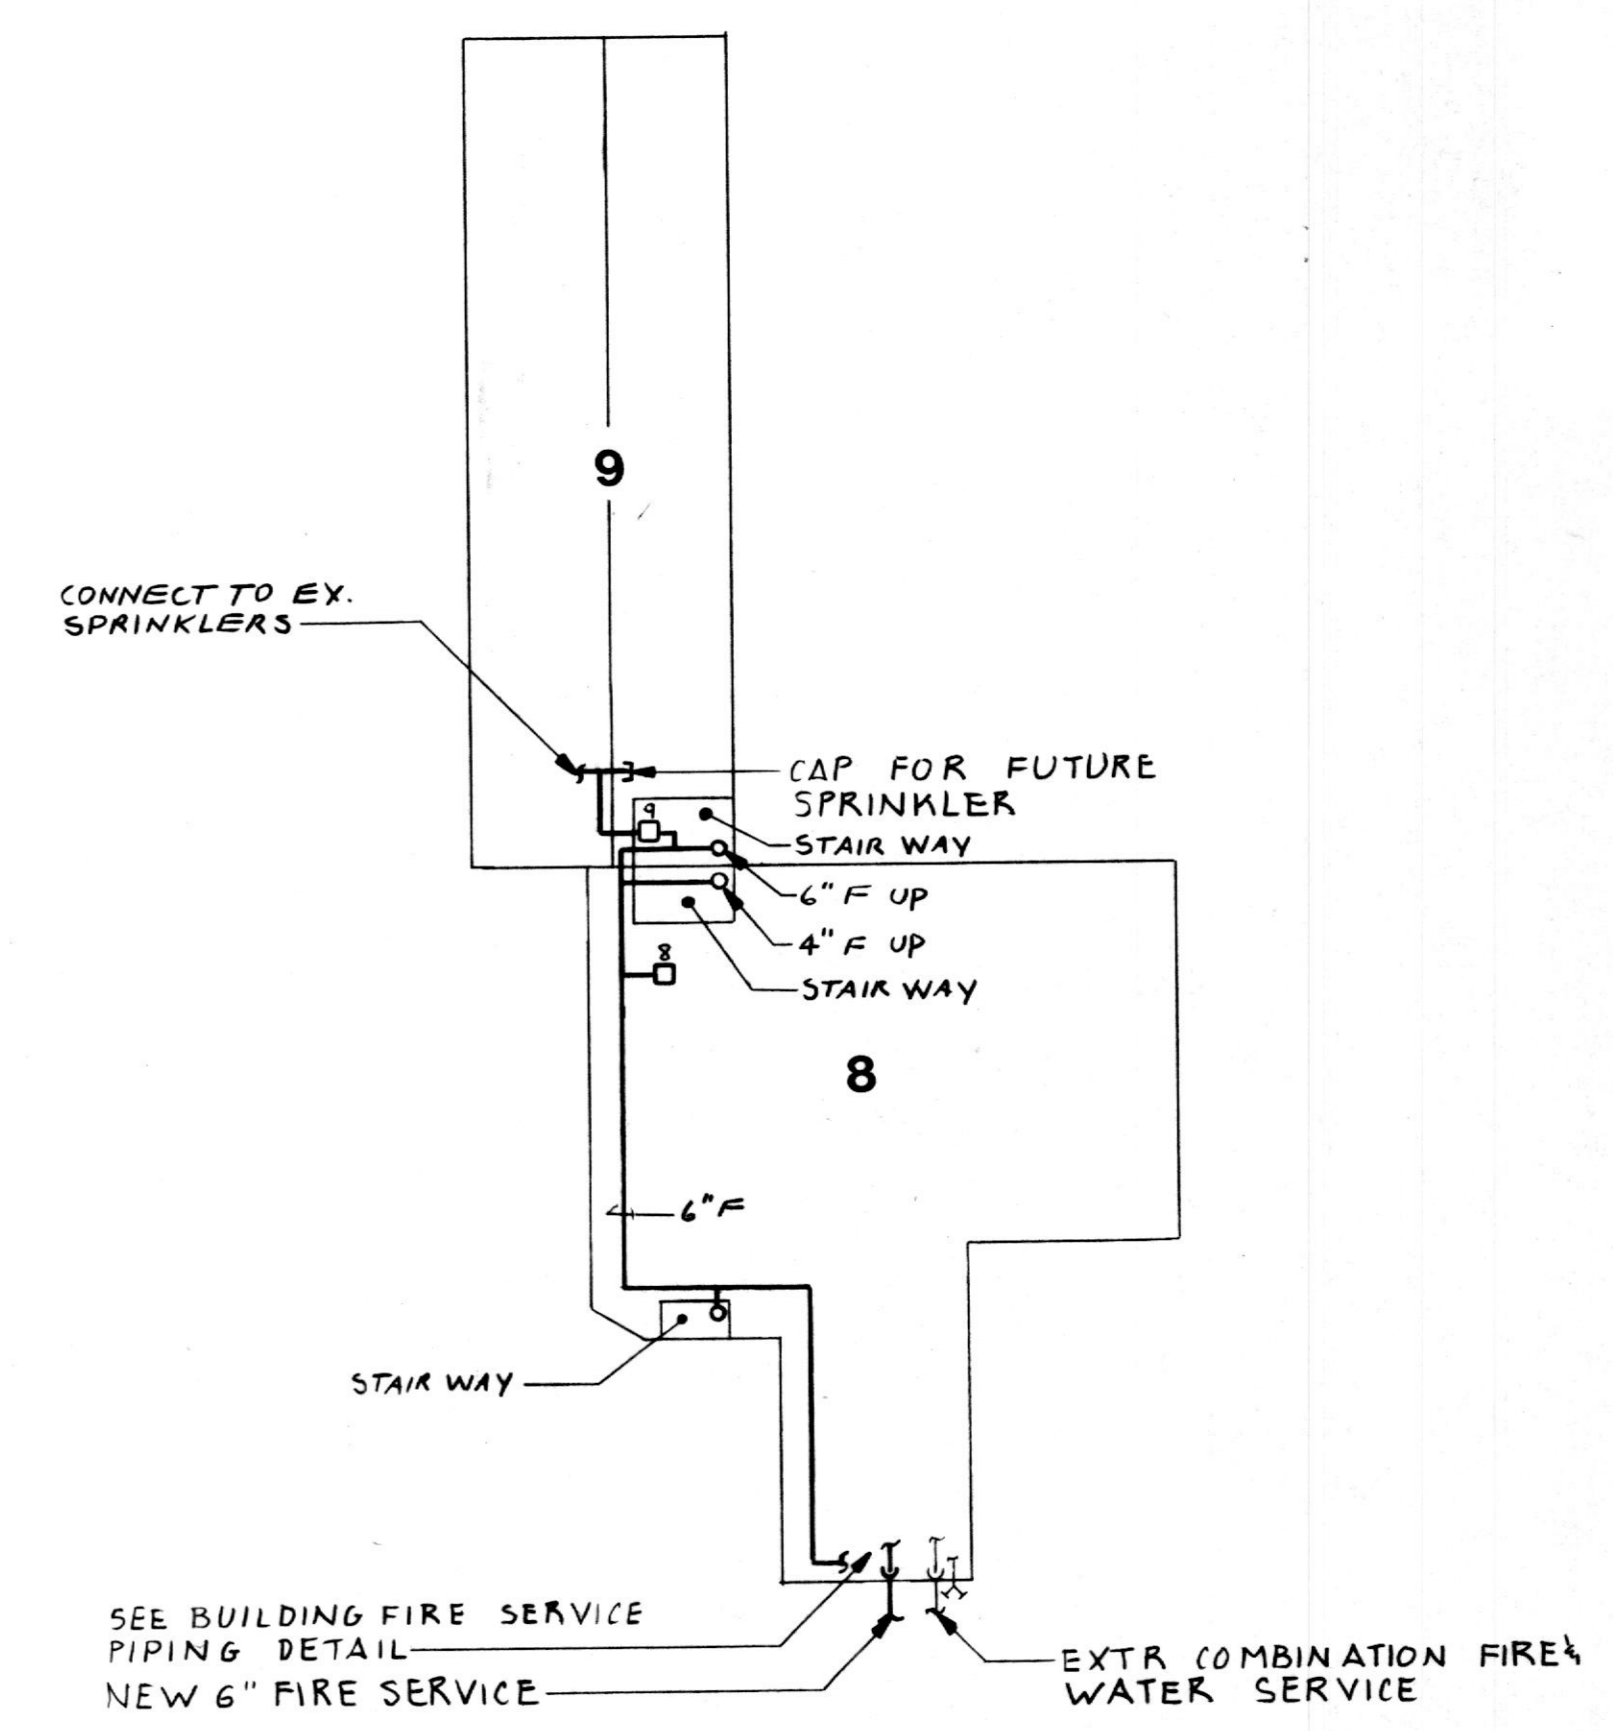 9
CONNECT TO EX.
SPRINKLERS
CAP FOR FUTURE
SPRINKLER
9
STAIR WAY
6" F UP
4" F UP
8
STAIR WAY
8
6" F
STAIR WAY
SEE BUILDING FIRE SERVICE
PIPING DETAIL
NEW 6" FIRE SERVICE
EXTR COMBINATION FIRE &
WATER SERVICE